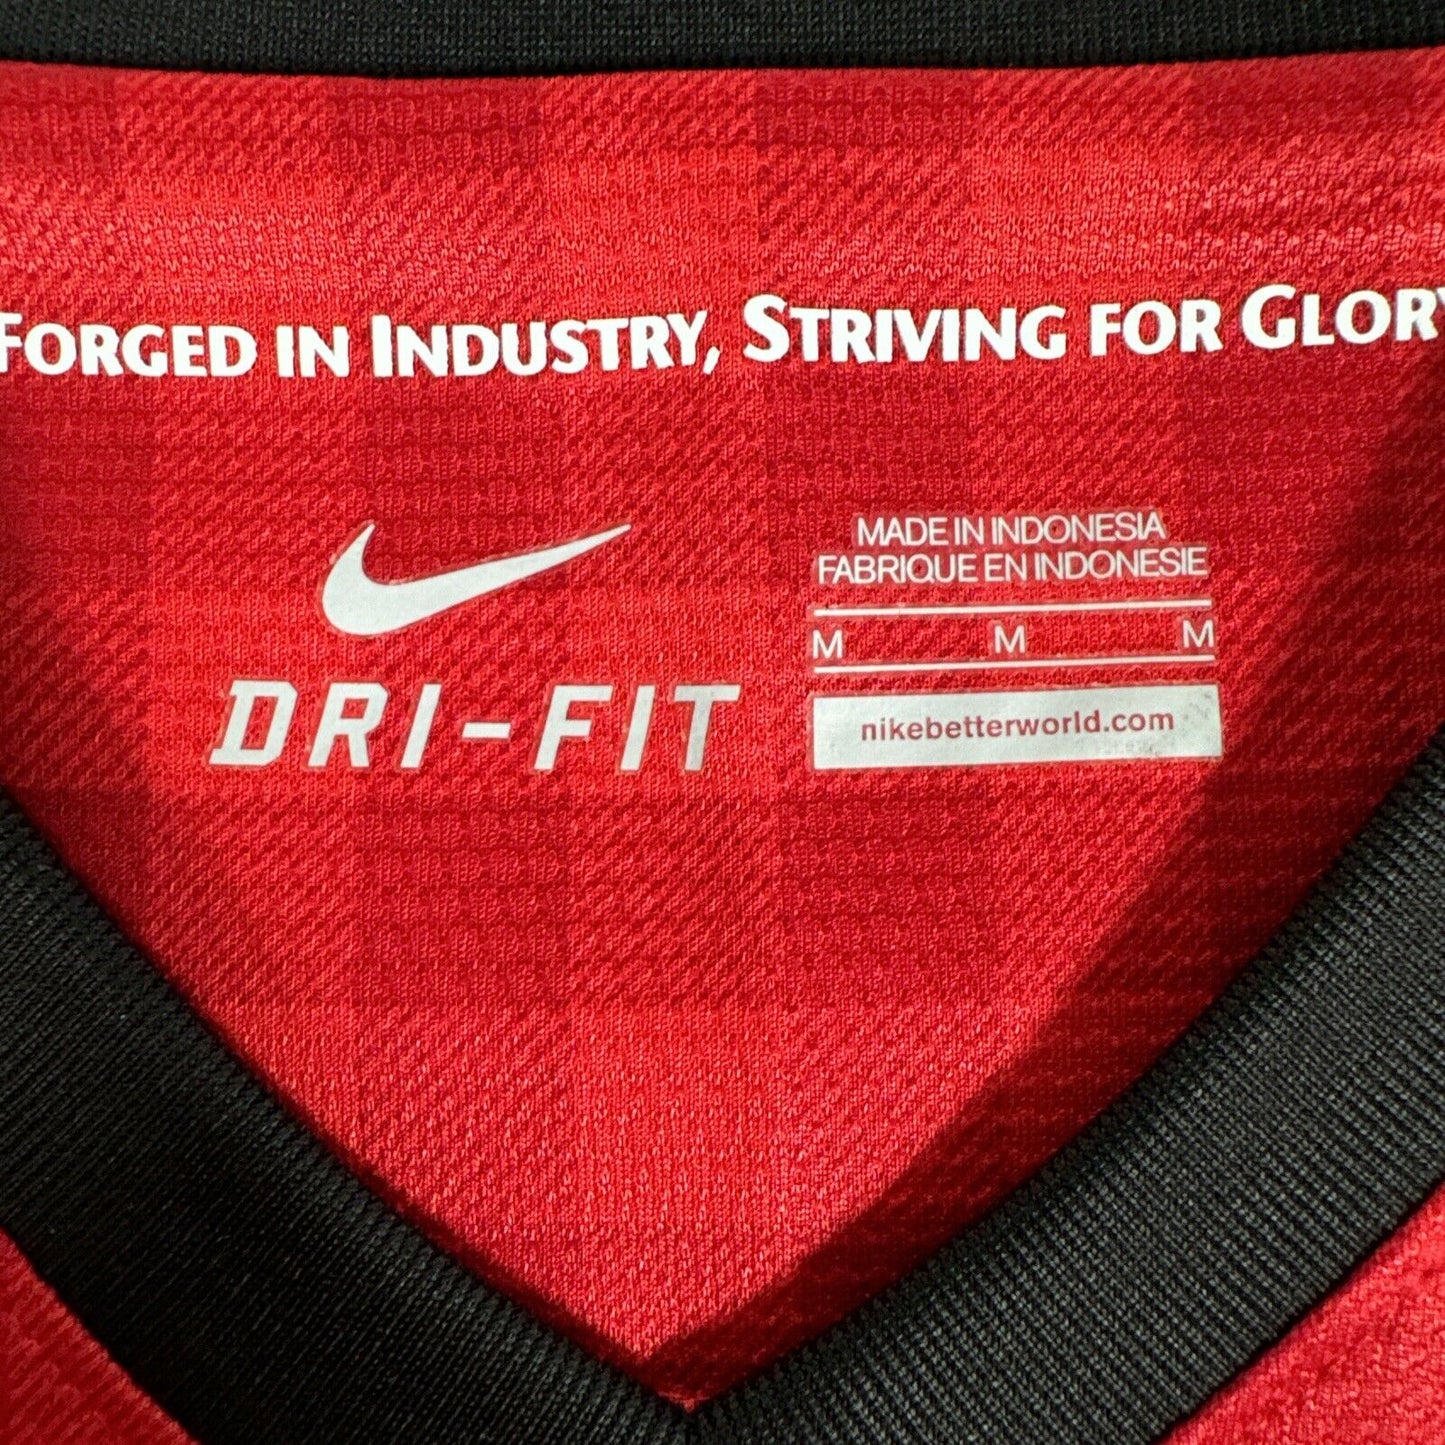 FORGED IN INDUSTRY, STRIVING FOR GLORY
DRI-FIT
MADE IN INDONESIA
FABRIQUE EN INDONESIE
M M M
nikebetterworld.com